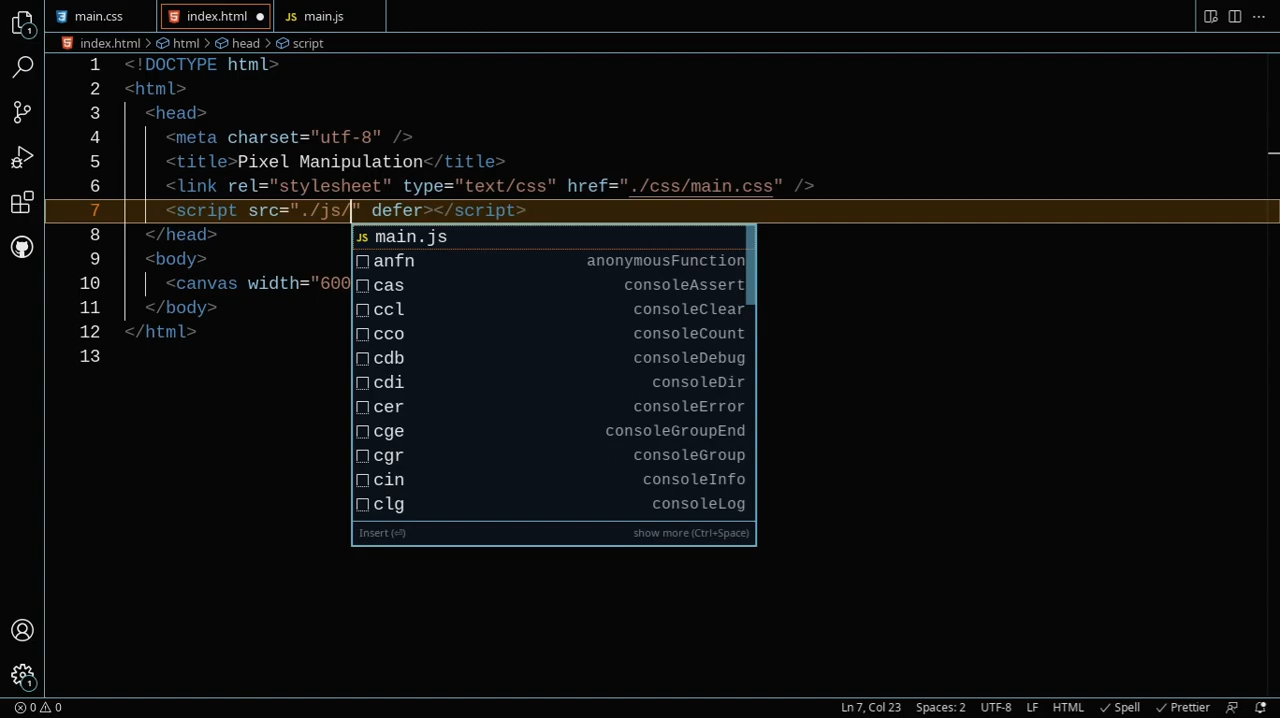 main.css
index.html
JS main.js
index.html > html > head > script
1 <!DOCTYPE html>
2 <html>
3 <head>
4 <meta charset="utf-8" />
5 <title>Pixel Manipulation</title>
6 <link rel="stylesheet" type="text/css" href="./css/main.css" />
7 <script src="./js/" defer></script>
8 </head>
9 <body>
10 <canvas width="600
11 </body>
12 </html>
13
JS main.js
anfn anonymousFunction
cas consoleAssert
ccl consoleClear
cco consoleCount
cdb consoleDebug
cdi consoleDir
cer consoleError
cge consoleGroupEnd
cgr consoleGroup
cin consoleInfo
clg consoleLog
Insert (⏎) show more (Ctrl+Space)
1
1
0 0 Ln 7, Col 23 Spaces: 2 UTF-8 LF HTML Spell Prettier